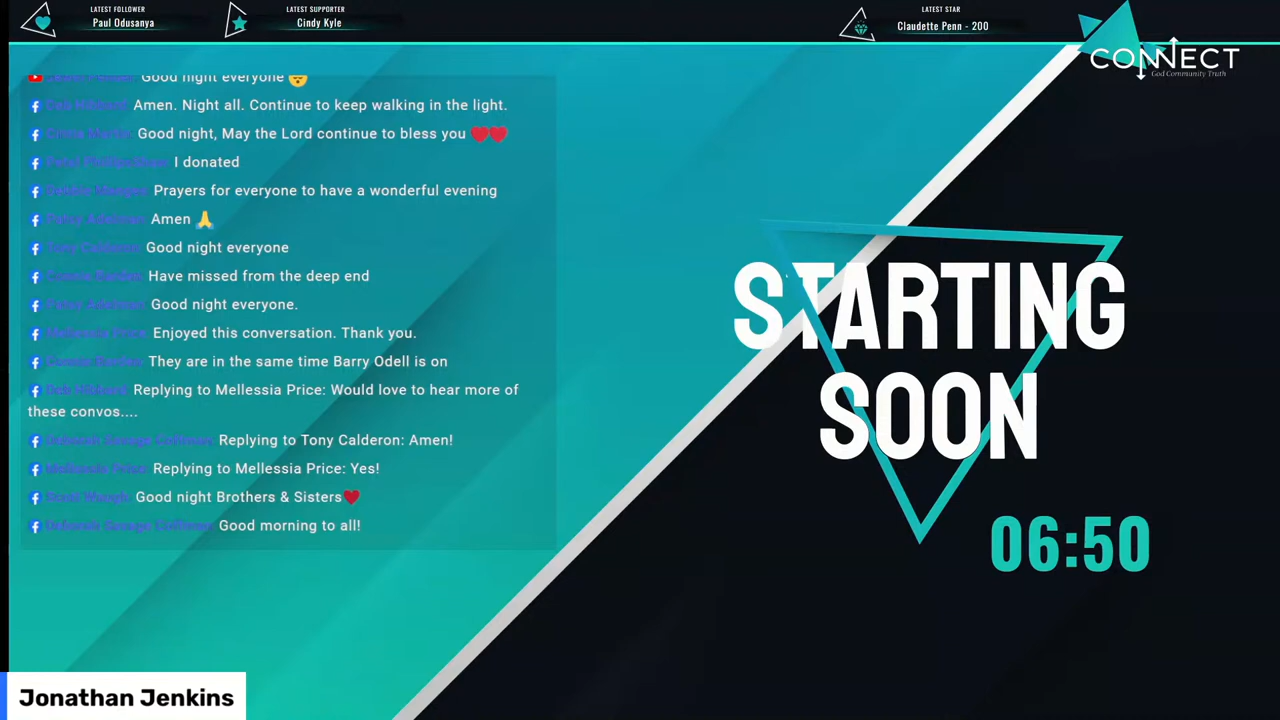 LATEST FOLLOWER
Paul Odusanya
LATEST SUPPORTER
Cindy Kyle
LATEST STAR
Claudette Penn - 200
CONNECT
God Community Truth
Good night everyone 😴
Amen. Night all. Continue to keep walking in the light.
Good night, May the Lord continue to bless you ❤️❤️
I donated
Prayers for everyone to have a wonderful evening
Amen 🙏
Good night everyone
Have missed from the deep end
Good night everyone.
Mellessia Price: Enjoyed this conversation. Thank you.
They are in the same time Barry Odell is on
Replying to Mellessia Price: Would love to hear more of
these convos....
Replying to Tony Calderon: Amen!
Mellessia Price: Replying to Mellessia Price: Yes!
Good night Brothers & Sisters❤️
Good morning to all!
STARTING
SOON
06:50
Jonathan Jenkins